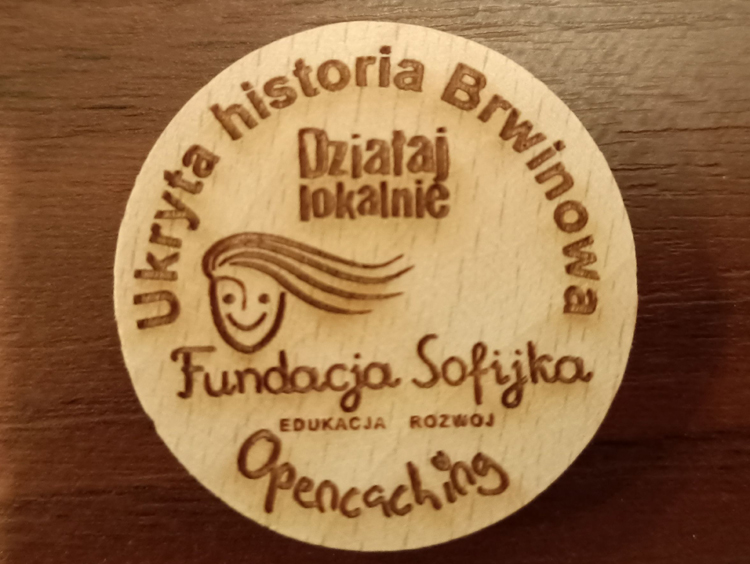 Ukryta historia Brwinowa
Działaj
lokalnie
Fundacja Sofijka
EDUKACJA ROZWOJ
Opencaching